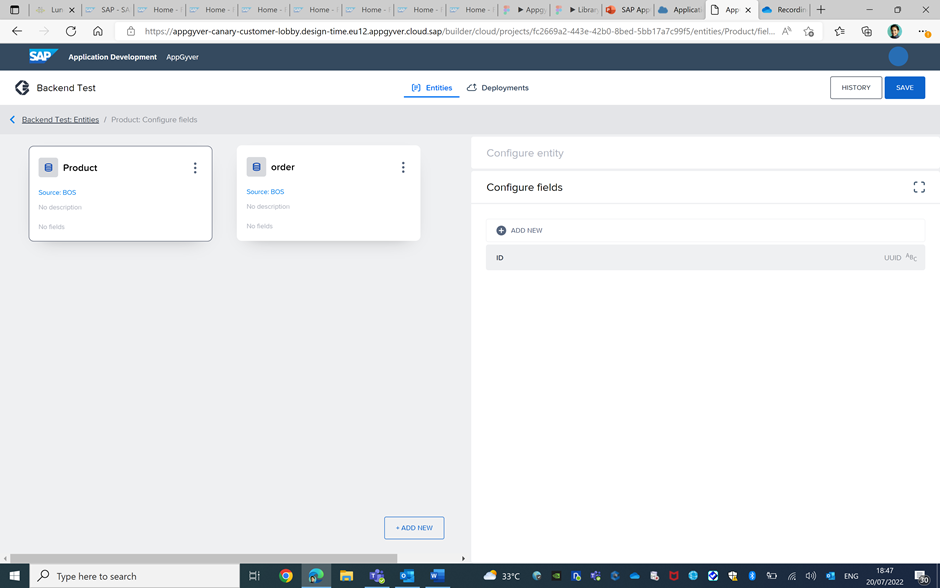 Lun
SAP - SA
Home -
Home -
Home -
Home -
Home -
Home -
Home -
Appg
Librar
SAP App
Applicat
App
Recordin
https://appgyver-canary-customer-lobby.design-time.eu12.appgyver.cloud.sap/builder/cloud/projects/fc2669a2-443e-42b0-8bed-5bb17a7c99f5/entities/Product/fiel...
SAP Application Development AppGyver
Backend Test
Entities
Deployments
HISTORY
SAVE
Backend Test: Entities / Product: Configure fields
Product
Source: BOS
No description
No fields
order
Source: BOS
No description
No fields
+ ADD NEW
Configure entity
Configure fields
ADD NEW
ID
UUID ABC
Type here to search
33°C
ENG
18:47
20/07/2022
30